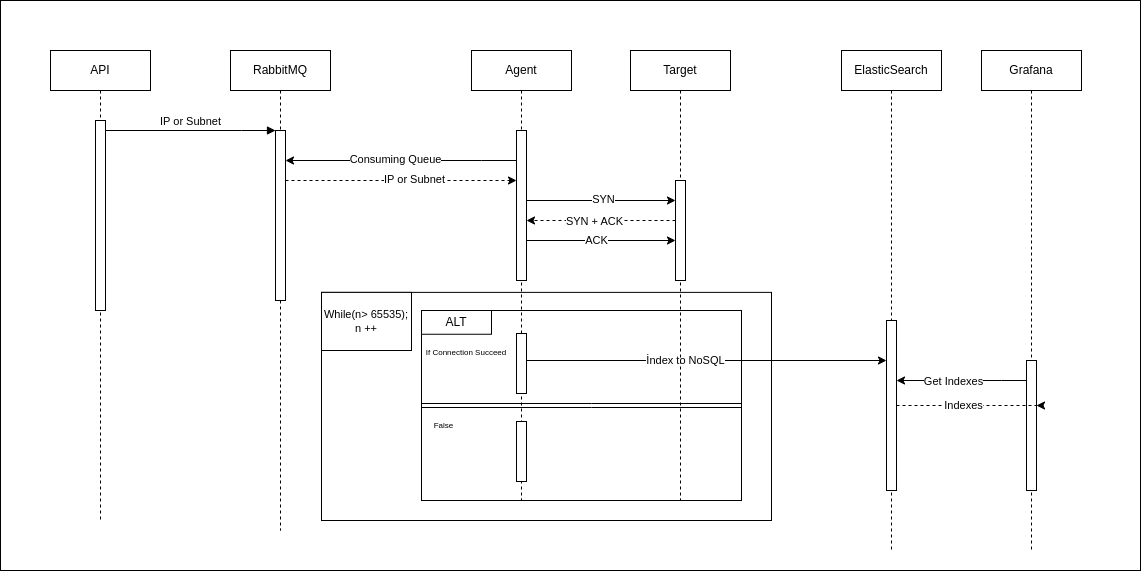 API
RabbitMQ
Agent
Target
ElasticSearch
Grafana
IP or Subnet
Consuming Queue
IP or Subnet
SYN
SYN + ACK
ACK
While(n> 65535);
n ++
ALT
If Connection Succeed
Index to NoSQL
Get Indexes
Indexes
False